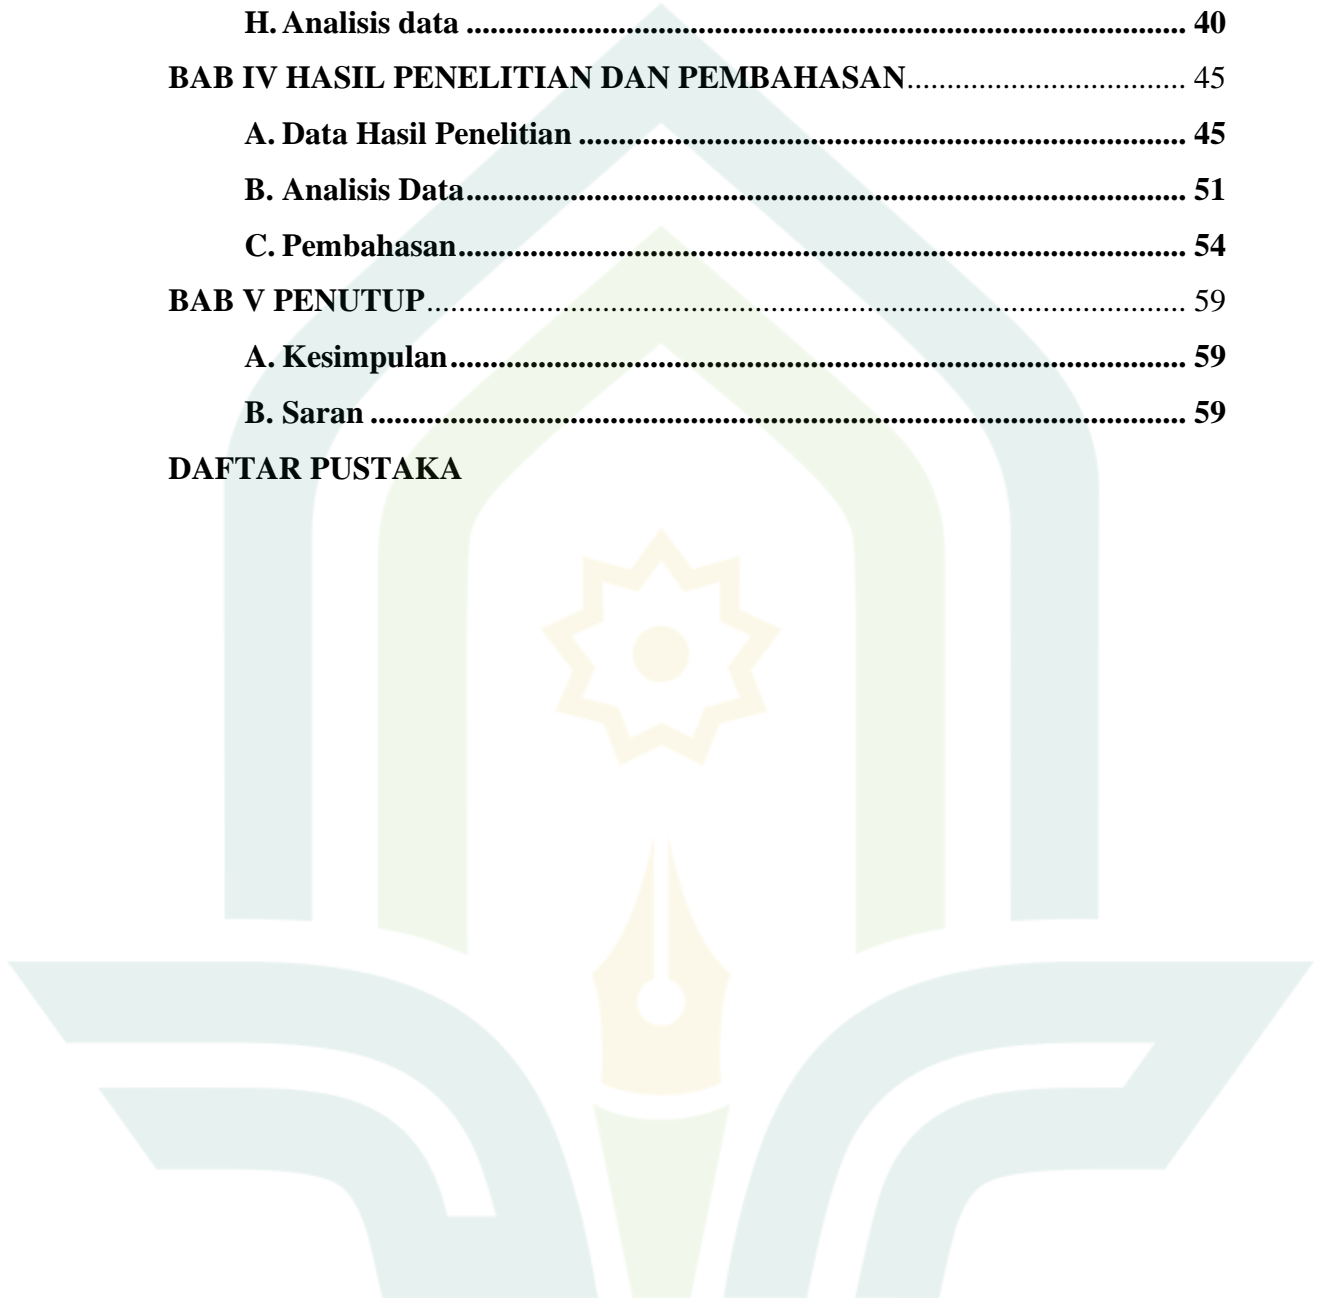 H. Analisis data .......................................................................................... 40
BAB IV HASIL PENELITIAN DAN PEMBAHASAN................................... 45
A. Data Hasil Penelitian ............................................................................ 45
B. Analisis Data.......................................................................................... 51
C. Pembahasan........................................................................................... 54
BAB V PENUTUP............................................................................................... 59
A. Kesimpulan............................................................................................ 59
B. Saran ...................................................................................................... 59
DAFTAR PUSTAKA